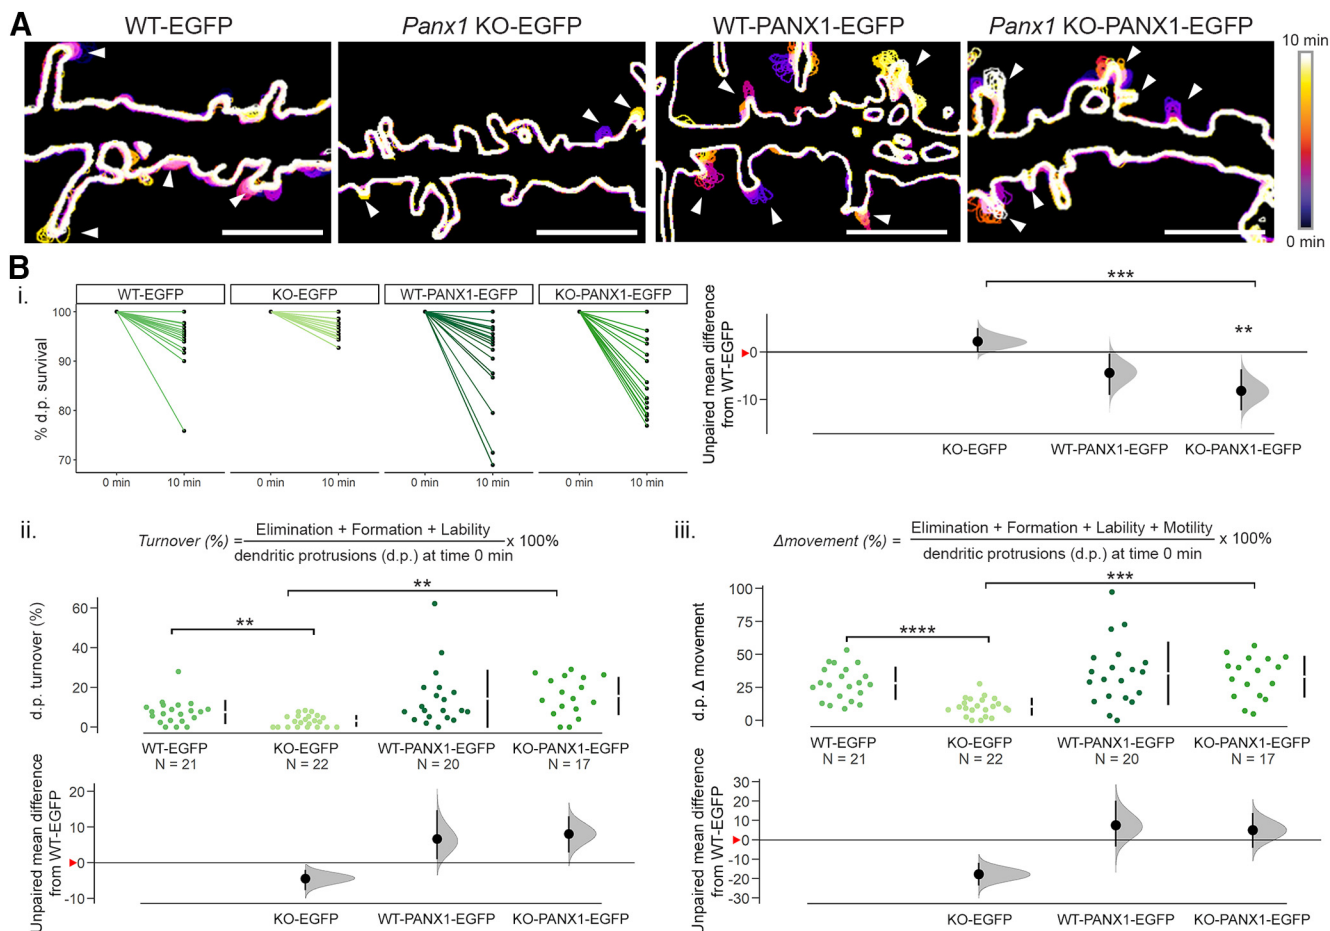 A
WT-EGFP
Panx1 KO-EGFP
WT-PANX1-EGFP
Panx1 KO-PANX1-EGFP
10 min
0 min
B
i.
WT-EGFP
KO-EGFP
WT-PANX1-EGFP
KO-PANX1-EGFP
% d.p. survival
100
90
80
70
0 min
10 min
0 min
10 min
0 min
10 min
0 min
10 min
Unpaired mean difference
from WT-EGFP
0
-10
***
**
KO-EGFP
WT-PANX1-EGFP
KO-PANX1-EGFP
ii.
Turnover (%) = Elimination + Formation + Lability x 100%
dendritic protrusions (d.p.) at time 0 min
d.p. turnover (%)
60
40
20
0
**
**
WT-EGFP
N = 21
KO-EGFP
N = 22
WT-PANX1-EGFP
N = 20
KO-PANX1-EGFP
N = 17
Unpaired mean difference
from WT-EGFP
20
10
0
-10
KO-EGFP
WT-PANX1-EGFP
KO-PANX1-EGFP
iii.
Δmovement (%) = Elimination + Formation + Lability + Motility x 100%
dendritic protrusions (d.p.) at time 0 min
d.p. Δ movement
100
75
50
25
0
****
***
WT-EGFP
N = 21
KO-EGFP
N = 22
WT-PANX1-EGFP
N = 20
KO-PANX1-EGFP
N = 17
Unpaired mean difference
from WT-EGFP
30
20
10
0
-10
-20
-30
KO-EGFP
WT-PANX1-EGFP
KO-PANX1-EGFP